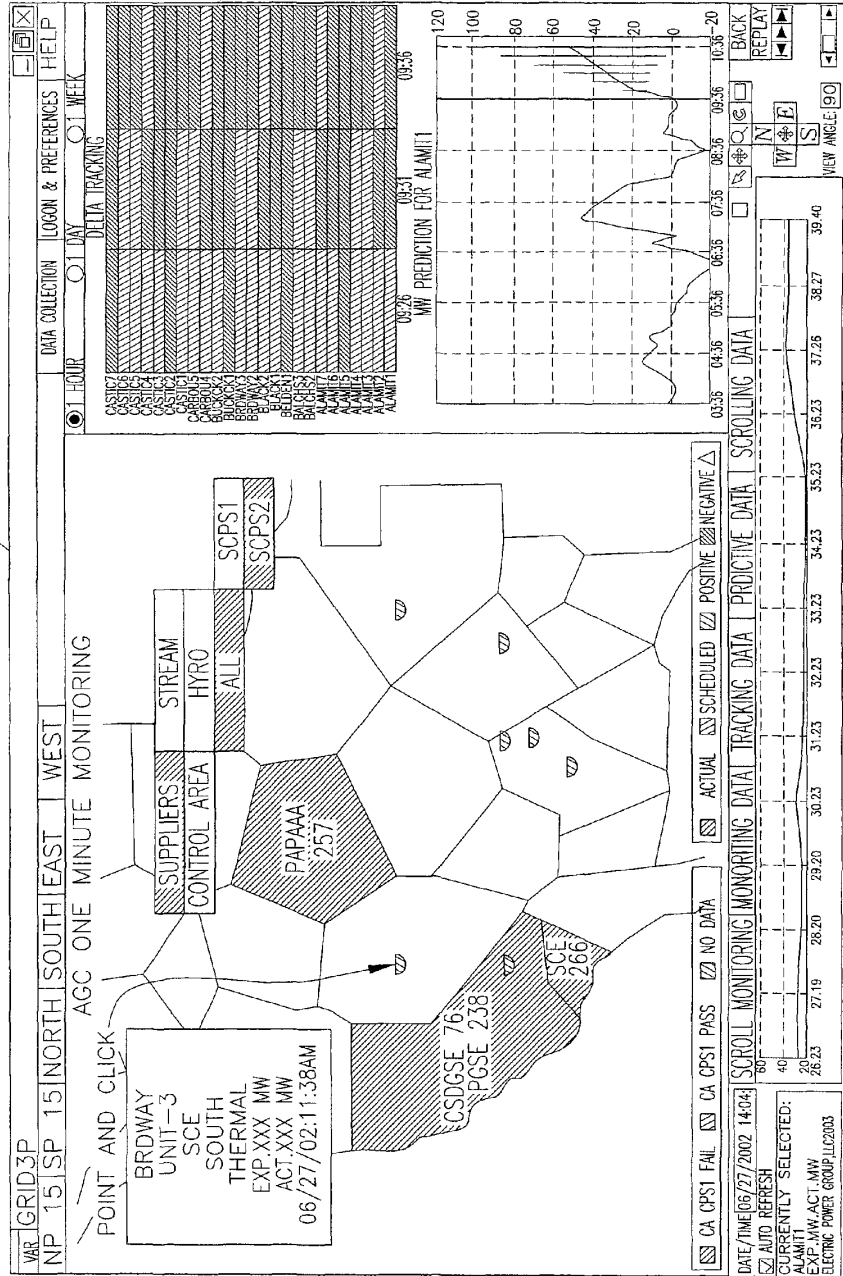 VAR GRID3P
NP 15 SP 15 NORTH SOUTH EAST WEST
DATA COLLECTION LOGON & PREFERENCES HELP
AGC ONE MINUTE MONITORING
POINT AND CLICK
BRDWAY
UNIT-3
SCE
SOUTH
THERMAL
EXP.XXX MW
ACT.XXX MW
06/27/02:11:38AM
SUPPLIERS STREAM
CONTROL AREA HYRO
ALL
SCPS1
SCPS2
PAPAAA
257
CSDGSE 76
PGSE 238
SCE
266
CA CPS1 FAIL CA CPS1 PASS NO DATA
ACTUAL SCHEDULED POSITIVE NEGATIVE
1 HOUR 1 DAY 1 WEEK
DELTA TRACKING
CASTIC7
CASTIC6
CASTIC5
CASTIC4
CASTIC3
CASTIC2
CASTIC1
CARBOU5
CARBOU4
BUCKCK2
BUCKCK1
BRDWY3
BRDWAY2
BLACK2
BLACK1
BELDEN1
BALCHS3
BALCHS2
ALAMIT7
ALAMIT6
ALAMIT5
ALAMIT4
ALAMIT3
ALAMIT2
ALAMIT1
09:26 09:31 09:36
MW PREDICTION FOR ALAMIT1
120
100
80
60
40
20
0
-20
03:36 04:36 05:36 06:36 07:36 08:36 09:36 10:36
DATE/TIME 06/27/2002 14:04:
AUTO REFRESH
CURRENTLY SELECTED:
ALAMIT1
EXP.MW.ACT.MW
ELECTRIC POWER GROUP,LLC2003
SCROLL MONITORING MONORITING DATA TRACKING DATA PRDICTIVE DATA SCROLLING DATA
60
40
20
26.23 27.19 28.20 29.20 30.23 31.23 32.23 33.23 34.23 35.23 36.23 37.26 38.27 39.40
BACK
REPLAY
N
W E
S
VIEW ANGLE: 90